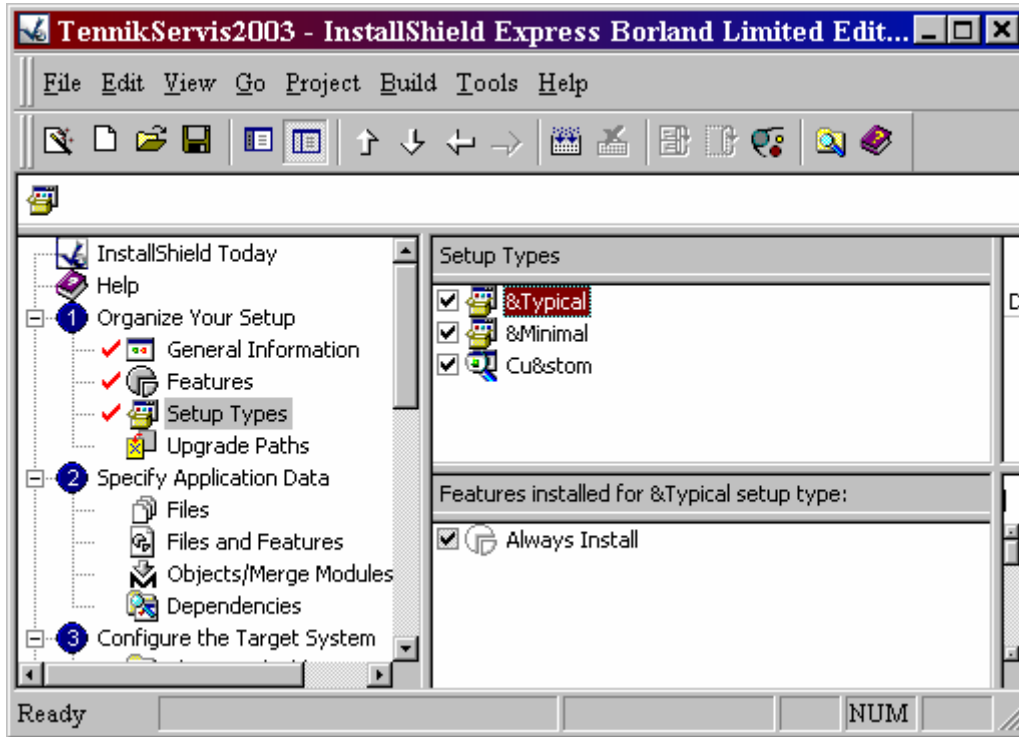 TennikServis2003 - InstallShield Express Borland Limited Edit...
File Edit View Go Project Build Tools Help
InstallShield Today
Help
1 Organize Your Setup
General Information
Features
Setup Types
Upgrade Paths
2 Specify Application Data
Files
Files and Features
Objects/Merge Modules
Dependencies
3 Configure the Target System
Setup Types
&Typical
&Minimal
Cu&stom
Features installed for &Typical setup type:
Always Install
Ready
NUM